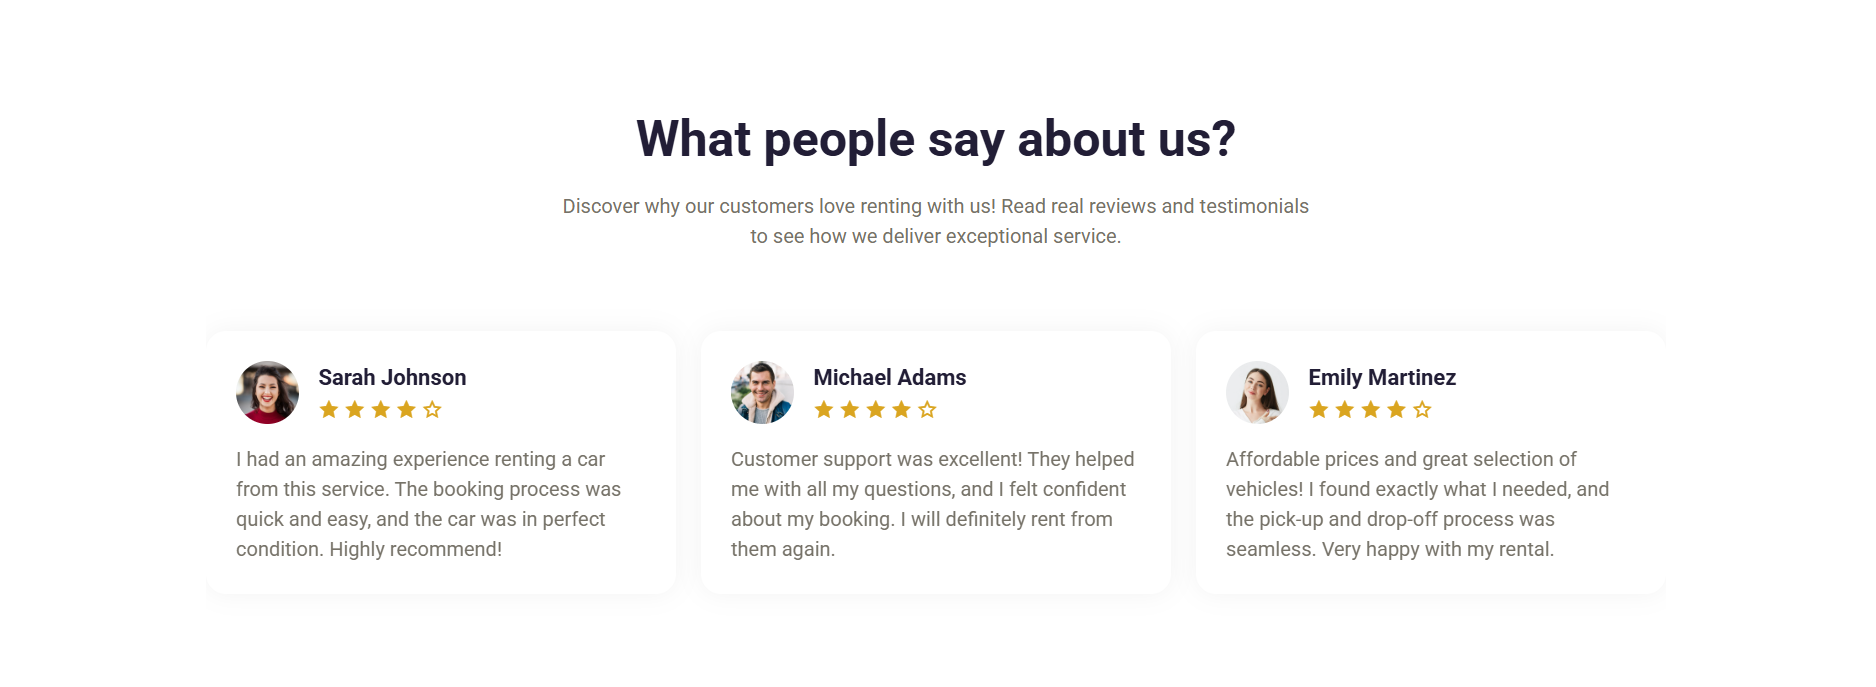 What people say about us?
Discover why our customers love renting with us! Read real reviews and testimonials
to see how we deliver exceptional service.
Sarah Johnson
I had an amazing experience renting a car
from this service. The booking process was
quick and easy, and the car was in perfect
condition. Highly recommend!
Michael Adams
Customer support was excellent! They helped
me with all my questions, and I felt confident
about my booking. I will definitely rent from
them again.
Emily Martinez
Affordable prices and great selection of
vehicles! I found exactly what I needed, and
the pick-up and drop-off process was
seamless. Very happy with my rental.